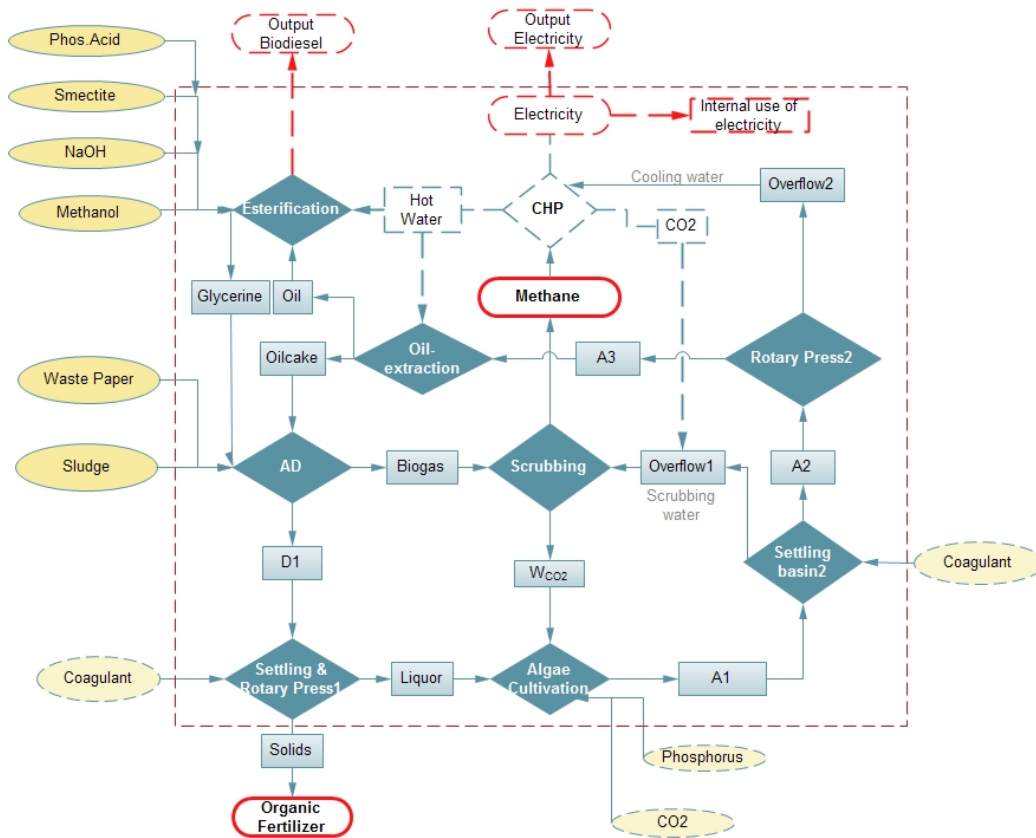 Output
Biodiesel
Output
Electricity
Phos.Acid
Smectite
Electricity
Internal use of
electricity
NaOH
Cooling water
Overflow2
Methanol
Esterification
Hot
Water
CHP
CO2
Glycerine
Oil
Methane
Oilcake
Oil-
extraction
A3
Rotary Press2
Waste Paper
Sludge
AD
Biogas
Scrubbing
Overflow1
A2
Scrubbing
water
Settling
basin2
Coagulant
D1
WCO2
Coagulant
Settling &
Rotary Press1
Liquor
Algae
Cultivation
A1
Solids
Phosphorus
Organic
Fertilizer
CO2